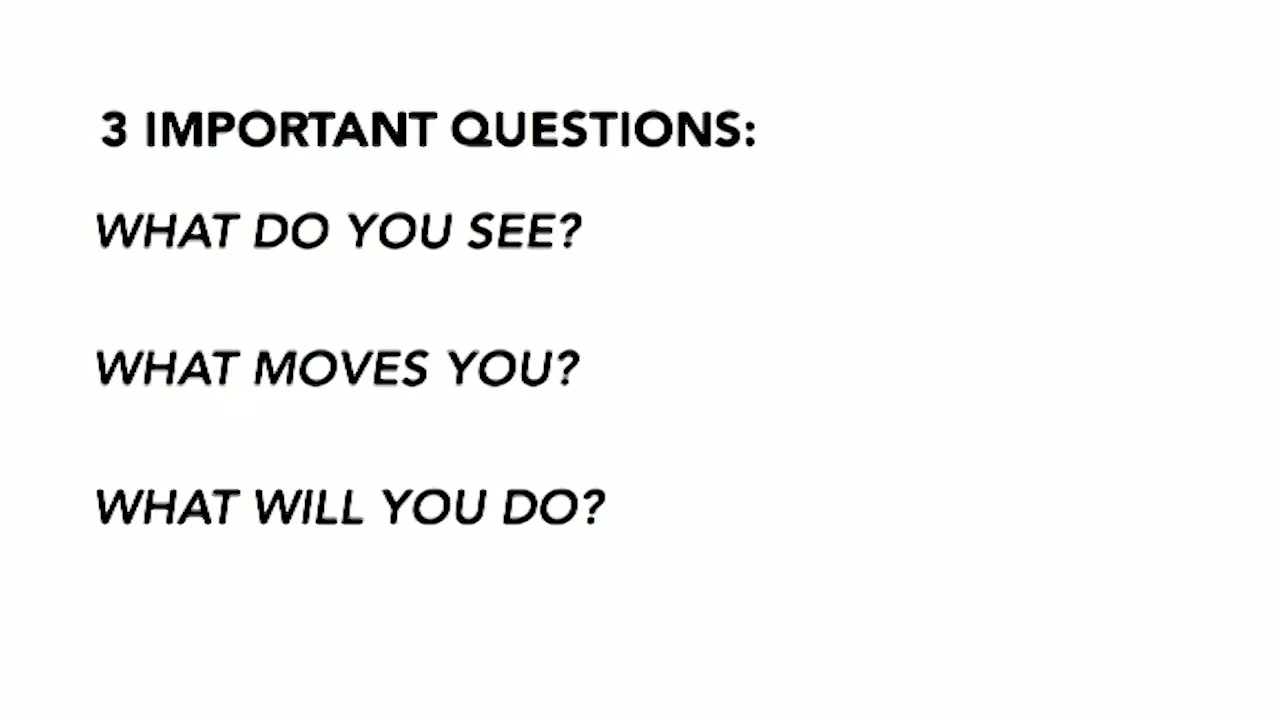 3 IMPORTANT QUESTIONS:
WHAT DO YOU SEE?
WHAT MOVES YOU?
WHAT WILL YOU DO?